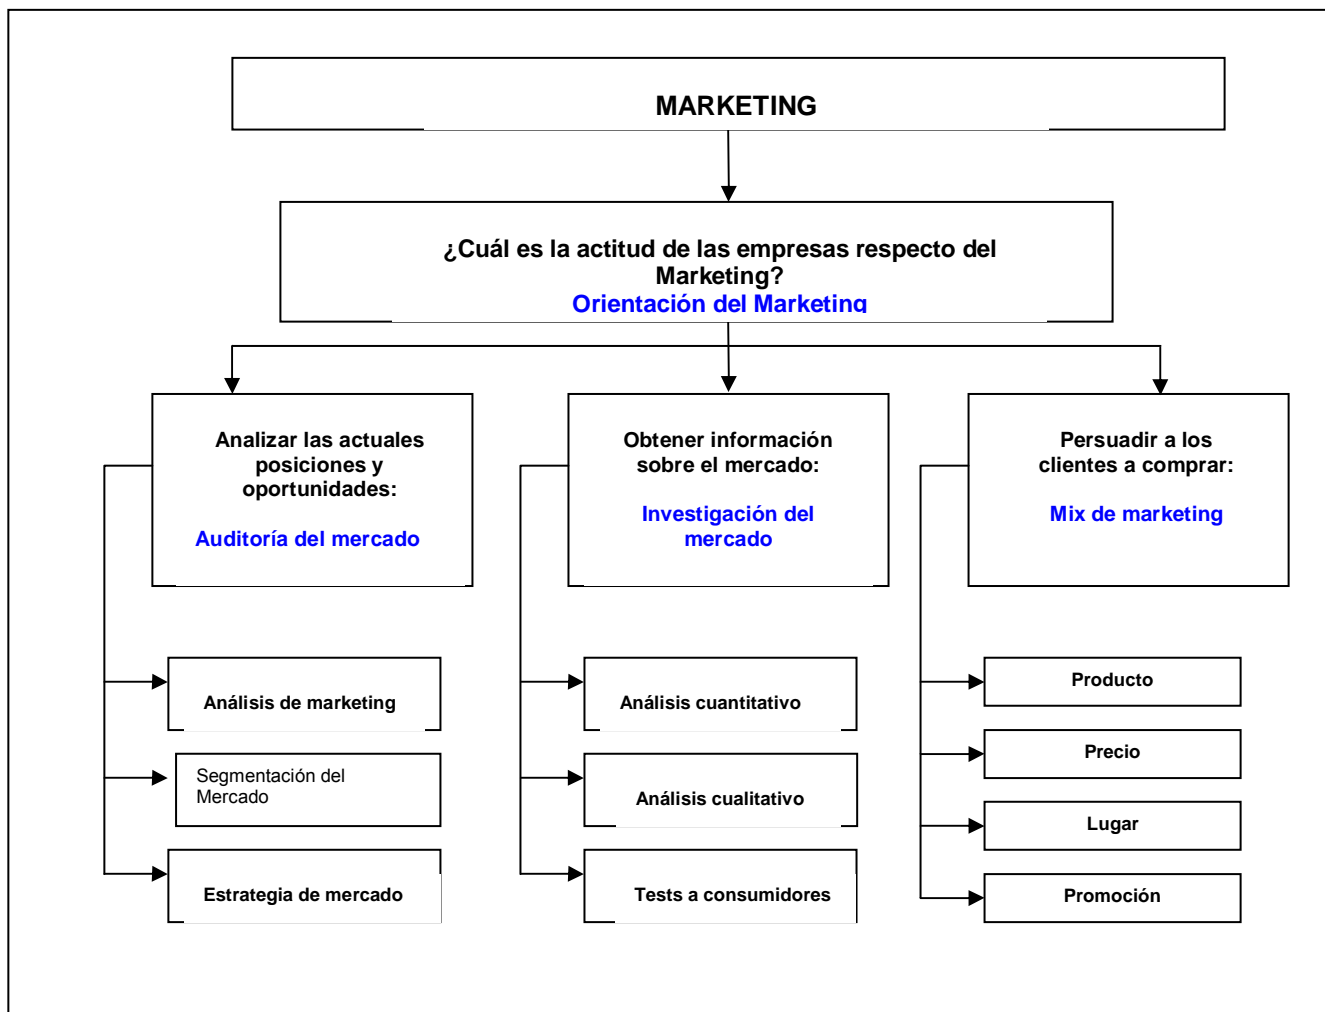 MARKETING
¿Cuál es la actitud de las empresas respecto del
Marketing?
Orientación del Marketing
Analizar las actuales
posiciones y
oportunidades:
Auditoría del mercado
Obtener información
sobre el mercado:
Investigación del
mercado
Persuadir a los
clientes a comprar:
Mix de marketing
Análisis de marketing
Segmentación del
Mercado
Estrategia de mercado
Análisis cuantitativo
Análisis cualitativo
Tests a consumidores
Producto
Precio
Lugar
Promoción